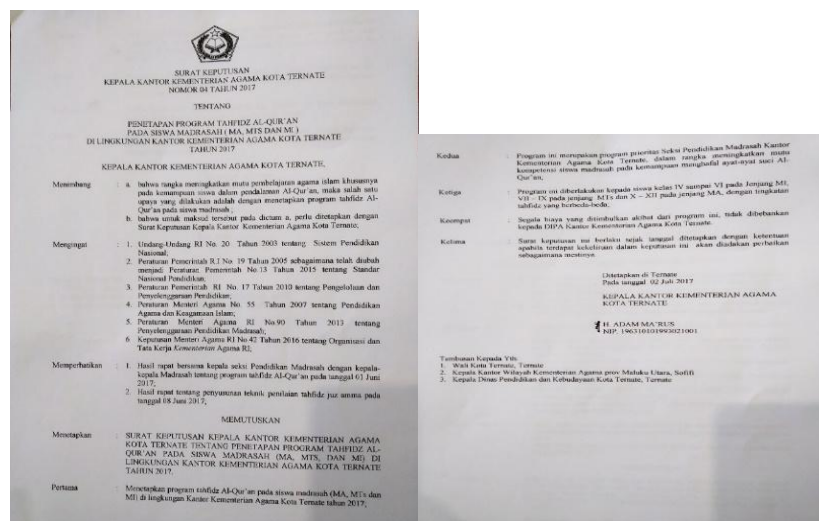 SURAT KEPUTUSAN
KEPALA KANTOR KEMENTERIAN AGAMA KOTA TERNATE
NOMOR 04 TAHUN 2017
TENTANG
PENETAPAN PROGRAM TAHFIDZ AL-QUR'AN
PADA SISWA MADRASAH ( MA, MTS DAN MI )
DI LINGKUNGAN KANTOR KEMENTERIAN AGAMA KOTA TERNATE
TAHUN 2017
KEPALA KANTOR KEMENTERIAN AGAMA KOTA TERNATE,
Menimbang : a. bahwa rangka meningkatkan mutu pembelajaran agama islam khususnya
pada kemampuan siswa dalam pendalaman Al-Qur'an, maka salah satu
upaya yang dilakukan adalah dengan menetapkan program tahfidz Al-
Qur'an pada siswa madrasah ;
b. bahwa untuk maksud tersebut pada dictum a, perlu ditetapkan dengan
Surat Keputusan Kepala Kantor Kementerian Agama Kota Ternate;
Mengingat : 1. Undang-Undang RI No. 20 Tahun 2003 tentang Sistem Pendidikan
Nasional;
2. Peraturan Pemerintah R.I No. 19 Tahun 2005 sebagaimana telah diubah
menjadi Peraturan Pemerintah No.13 Tahun 2015 tentang Standar
Nasional Pendidikan;
3. Peraturan Pemerintah RI No. 17 Tahun 2010 tentang Pengelolaan dan
Penyelenggaraan Pendidikan;
4. Peraturan Menteri Agama No. 55 Tahun 2007 tentang Pendidikan
Agama dan Keagamaan Islam;
5. Peraturan Menteri Agama RI No.90 Tahun 2013 tentang
Penyelenggaraan Pendidikan Madrasah;
6 Keputusan Menteri Agama RI No.42 Tahun 2016 tentang Organisasi dan
Tata Kerja Kementerian Agama RI;
Memperhatikan : 1. Hasil rapat bersama kepala seksi Pendidikan Madrasah dengan kepala-
kepala Madrasah tentang program tahfidz Al-Qur'an pada tanggal 01 Juni
2017;
2. Hasil rapat tentang penyusunan teknik penilaian tahfidz juz amma pada
tanggal 08 Juni 2017;
MEMUTUSKAN
Menetapkan : SURAT KEPUTUSAN KEPALA KANTOR KEMENTERIAN AGAMA
KOTA TERNATE TENTANG PENETAPAN PROGRAM TAHFIDZ AL-
QUR'AN PADA SISWA MADRASAH (MA, MTS, DAN MI) DI
LINGKUNGAN KANTOR KEMENTERIAN AGAMA KOTA TERNATE
TAHUN 2017.
Pertama : Menetapkan program tahfidz Al-Qur'an pada siswa madrasah (MA, MTs dan
MI) di lingkungan Kantor Kementerian Agama Kota Ternate tahun 2017;
Kedua : Program ini merupakan program prioritas Seksi Pendidikan Madrasah Kantor
Kementerian Agama Kota Ternate, dalam rangka meningkatkan mutu
kompetensi siswa madrasah pada kemampuan menghafal ayat-ayat suci Al-
Qur'an;
Ketiga : Program ini diberlakukan kepada siswa kelas IV sampai VI pada Jenjang MI,
VII - IX pada jenjang MTs dan X - XII pada jenjang MA, dengan tingkatan
tahfidz yang berbeda-beda;
Keempat : Segala biaya yang ditimbulkan akibat dari program ini, tidak dibebankan
kepada DIPA Kantor Kementerian Agama Kota Ternate.
Kelima : Surat keputusan ini berlaku sejak tanggal ditetapkan dengan ketentuan
apabila terdapat kekeliruan dalam keputusan ini akan diadakan perbaikan
sebagaimana mestinya.
Ditetapkan di Ternate
Pada tanggal 02 Juli 2017
KEPALA KANTOR KEMENTERIAN AGAMA
KOTA TERNATE
H. ADAM MA'RUS
NIP. 196310101993021001
Tembusan Kepada Yth:
1. Wali Kota Ternate, Ternate
2. Kepala Kantor Wilayah Kementerian Agama prov Maluku Utara, Sofifi
3. Kepala Dinas Pendidikan dan Kebudayaan Kota Ternate, Ternate